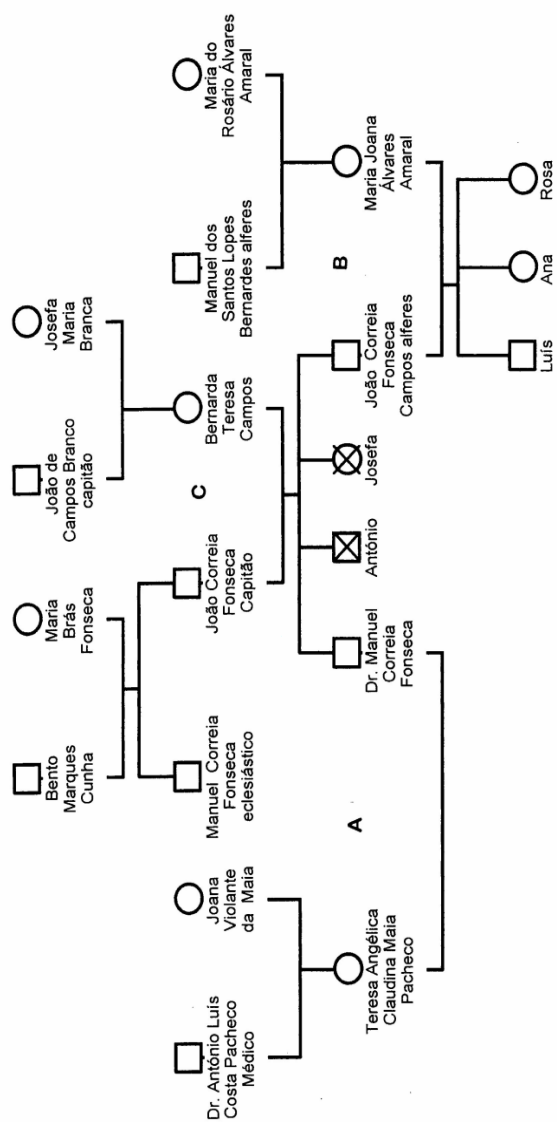 Bento
Marques
Cunha
Maria
Brás
Fonseca
João de
Campos Branco
capitão
Josefa
Maria
Branca
Dr. António Luís
Costa Pacheco
Médico
Joana
Violante
da Maia
Manuel Correia
Fonseca
eclesiástico
João Correia
Fonseca
Capitão
C
Bernarda
Teresa
Campos
Manuel dos
Santos Lopes
Bernardes alferes
Maria do
Rosário Álvares
Amaral
A
B
Teresa Angélica
Claudina Maia
Pacheco
Dr. Manuel
Correia
Fonseca
António
Josefa
João Correia
Fonseca
Campos alferes
Maria Joana
Álvares
Amaral
Luís
Ana
Rosa